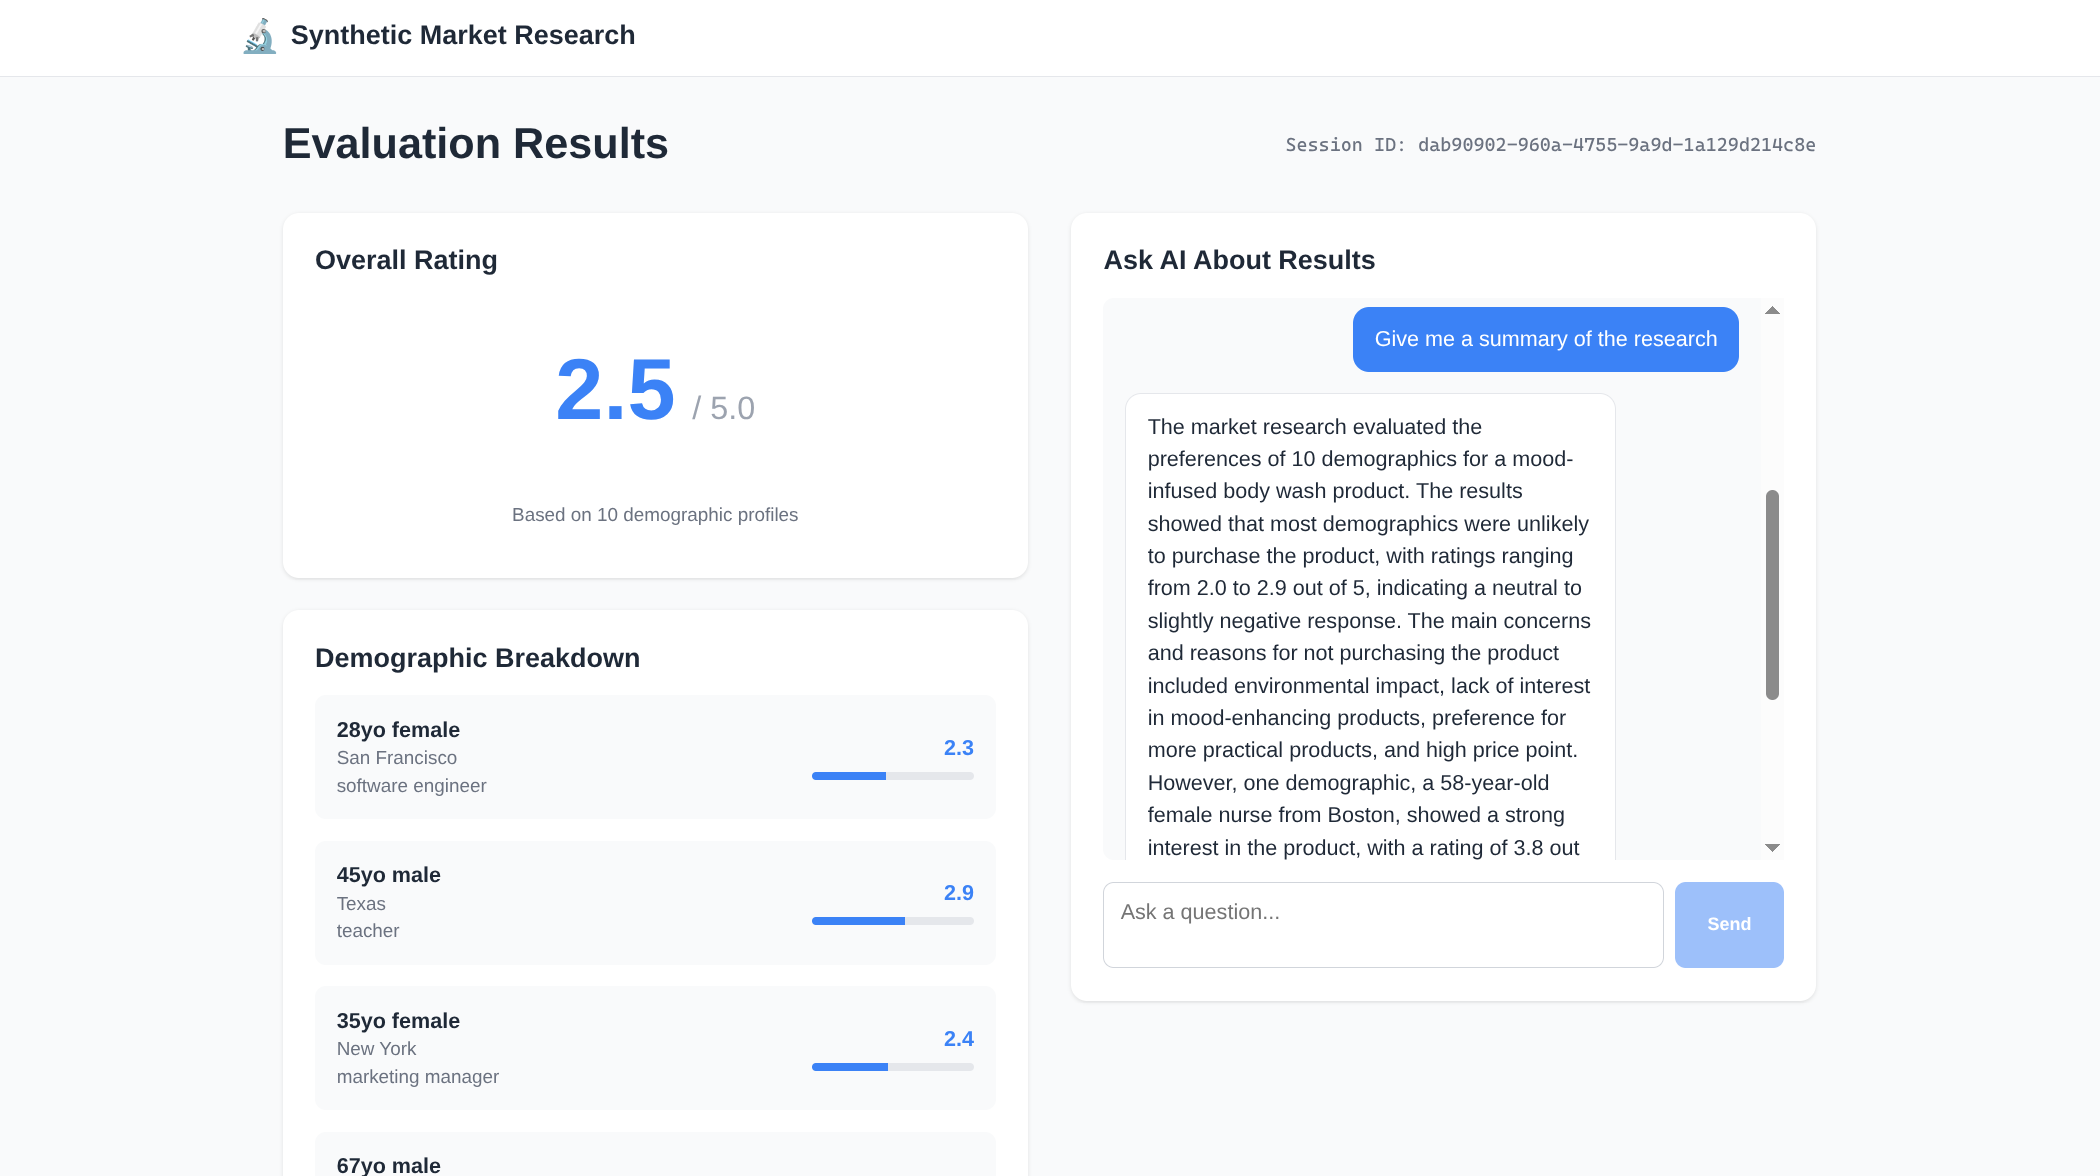 Synthetic Market Research
Evaluation Results
Session ID: dab90902-960a-4755-9a9d-1a129d214c8e
Overall Rating
2.5 / 5.0
Based on 10 demographic profiles
Demographic Breakdown
28yo female
San Francisco
software engineer
2.3
45yo male
Texas
teacher
2.9
35yo female
New York
marketing manager
2.4
67yo male
Ask AI About Results
Give me a summary of the research
The market research evaluated the
preferences of 10 demographics for a mood-
infused body wash product. The results
showed that most demographics were unlikely
to purchase the product, with ratings ranging
from 2.0 to 2.9 out of 5, indicating a neutral to
slightly negative response. The main concerns
and reasons for not purchasing the product
included environmental impact, lack of interest
in mood-enhancing products, preference for
more practical products, and high price point.
However, one demographic, a 58-year-old
female nurse from Boston, showed a strong
interest in the product, with a rating of 3.8 out
Ask a question...
Send